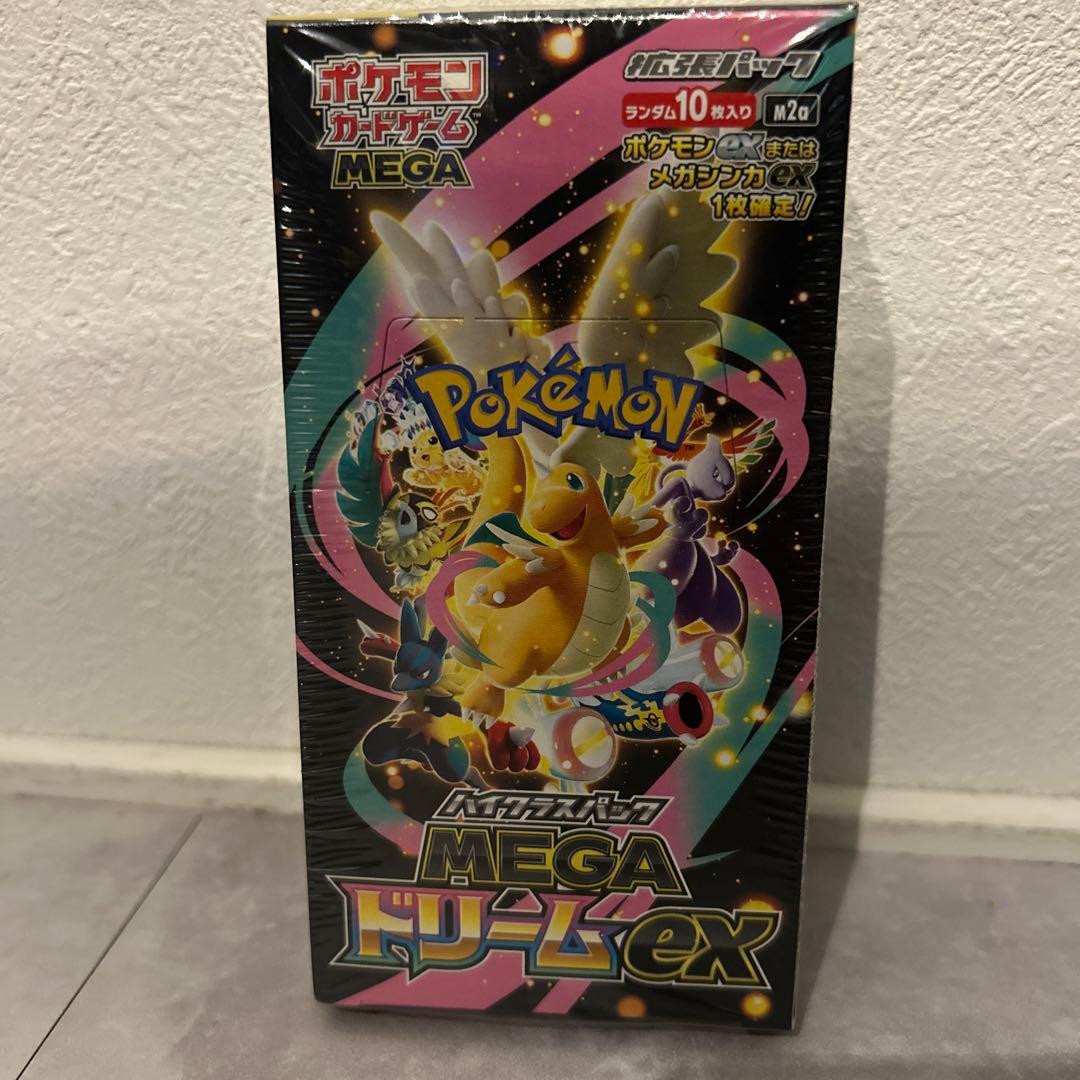 ポケモン
カードゲーム™
MEGA
拡張パック
ランダム10枚入り M2a
ポケモンexまたは
メガシンカex
1枚確定!
POKéMON™
ハイクラスパック
MEGA
ドリームex